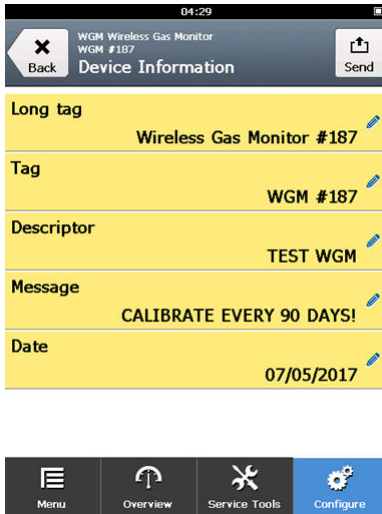 04:29
WGM Wireless Gas Monitor
WGM #187
Back
Device Information
Send
Long tag
Wireless Gas Monitor #187
Tag
WGM #187
Descriptor
TEST WGM
Message
CALIBRATE EVERY 90 DAYS!
Date
07/05/2017
Menu
Overview
Service Tools
Configure